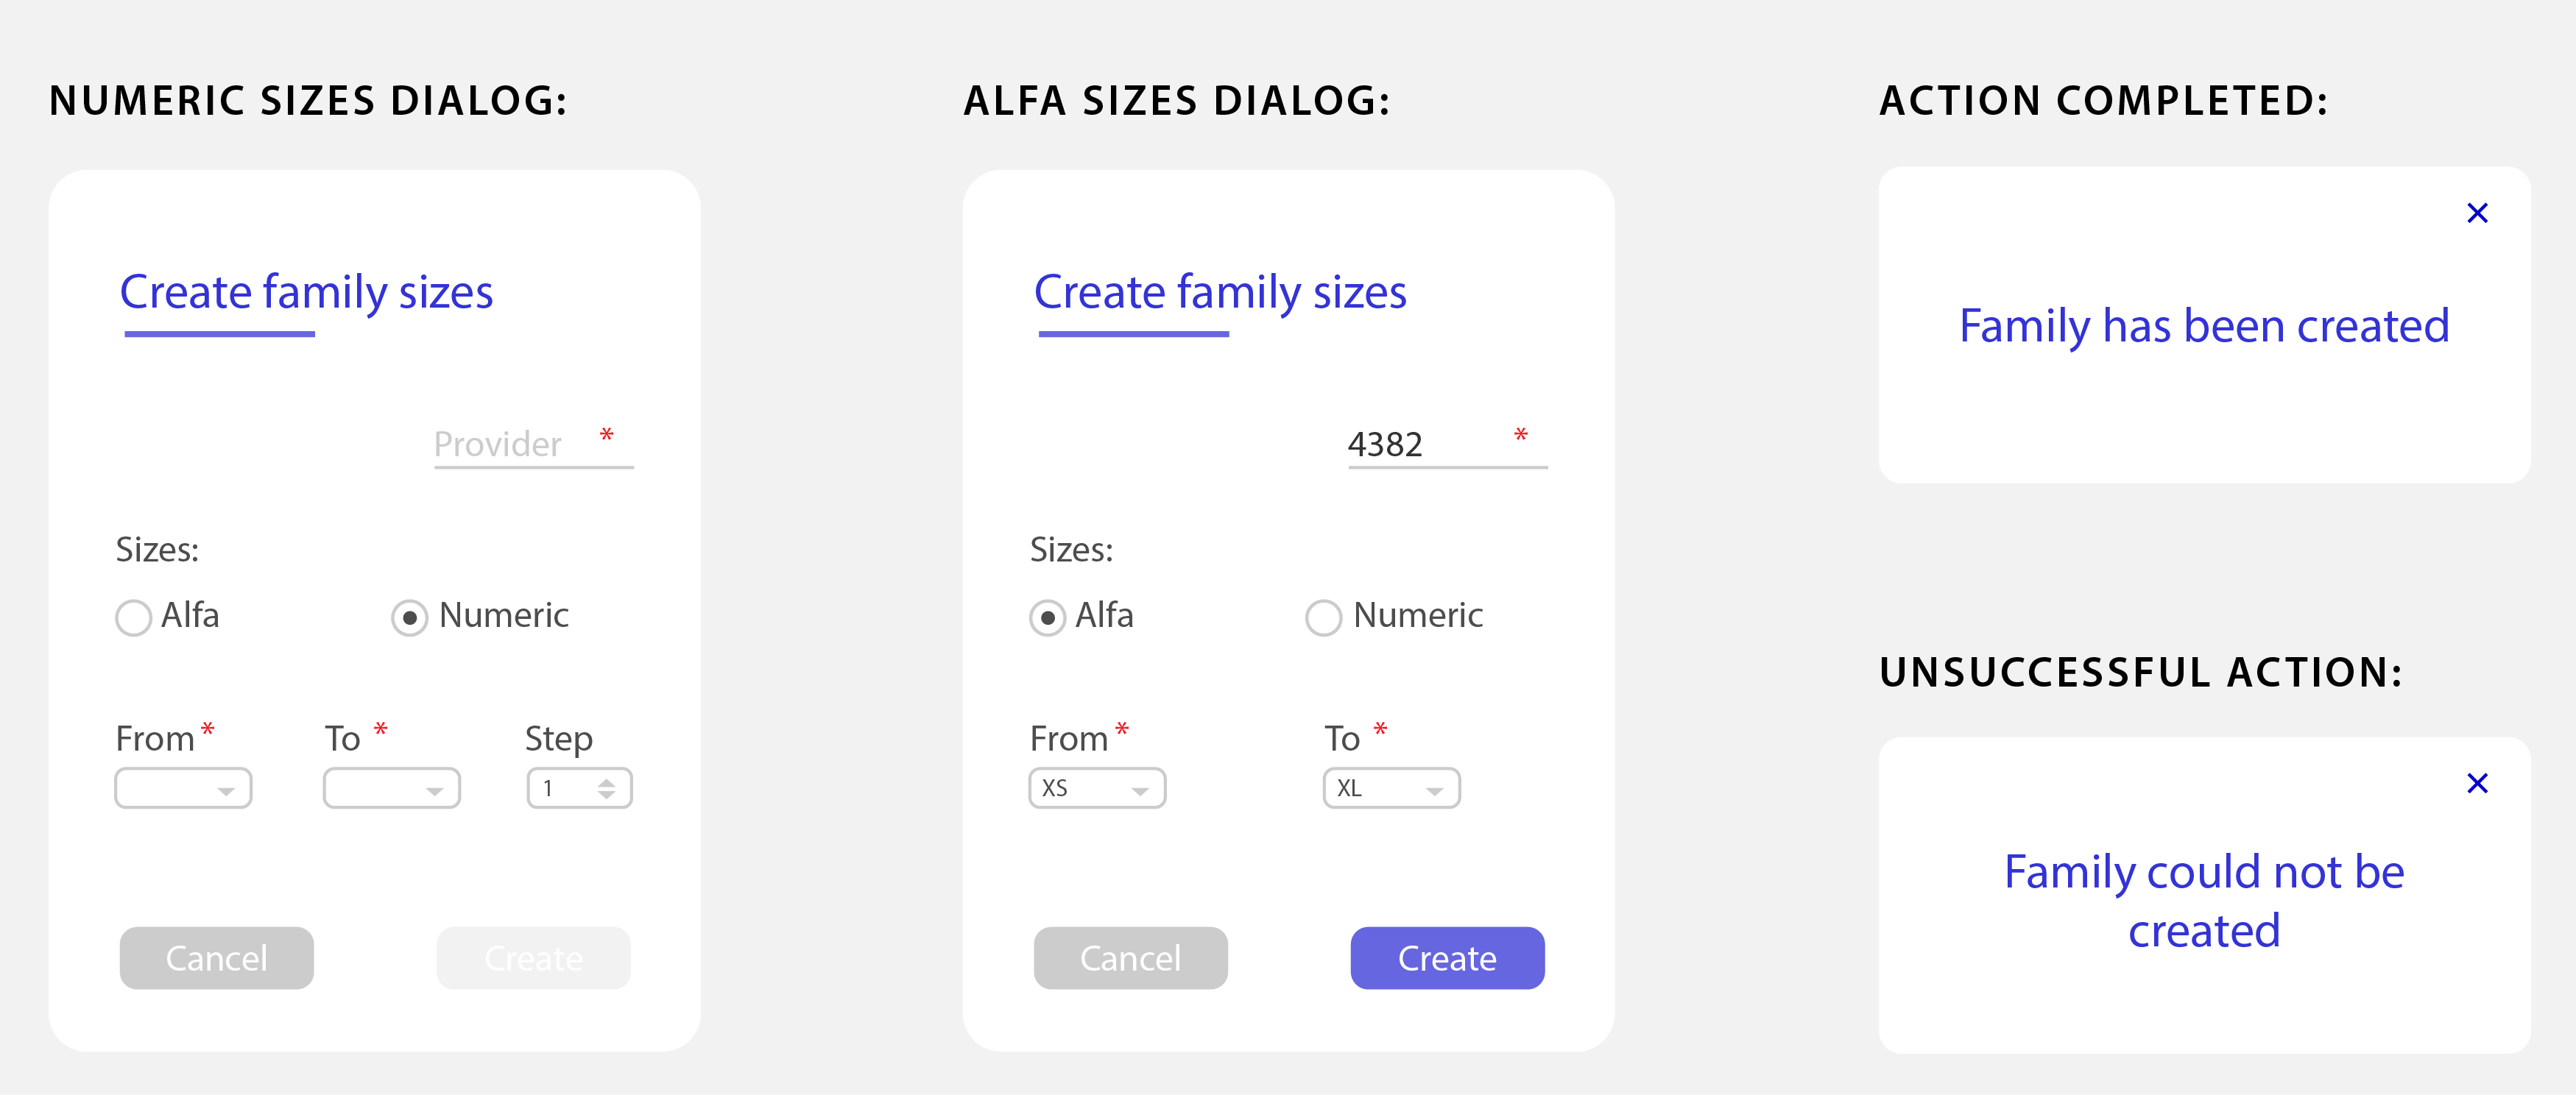 NUMERIC SIZES DIALOG:
Create family sizes
Provider *
Sizes:
Alfa Numeric
From * To * Step
1
Cancel Create
ALFA SIZES DIALOG:
Create family sizes
4382 *
Sizes:
Alfa Numeric
From * To *
XS XL
Cancel Create
ACTION COMPLETED:
Family has been created
UNSUCCESSFUL ACTION:
Family could not be
created